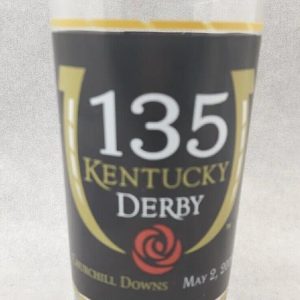 135
KENTUCKY
DERBY
CHURCHILL DOWNS MAY 2,